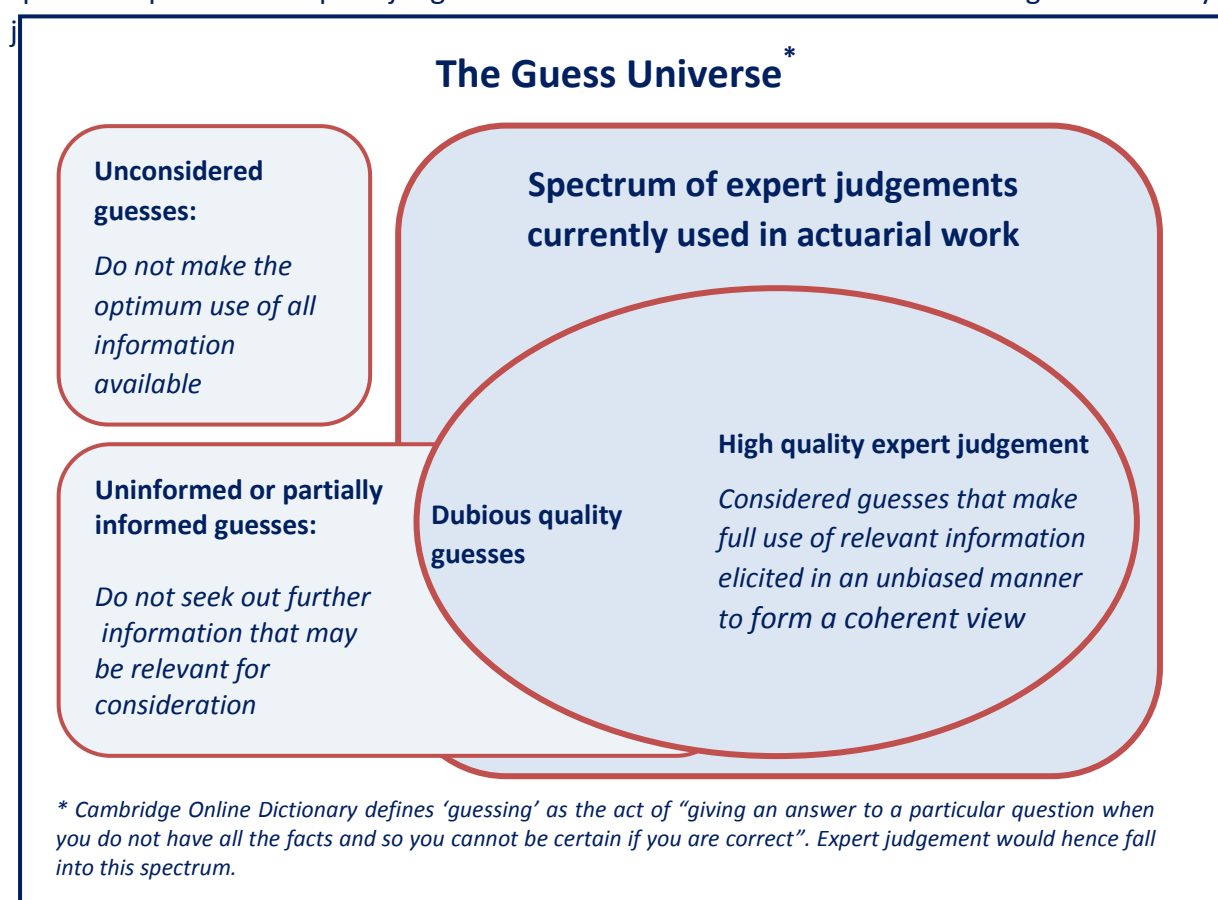 The Guess Universe*
Unconsidered
guesses:
Do not make the
optimum use of all
information
available
Spectrum of expert judgements
currently used in actuarial work
Uninformed or partially
informed guesses:
Do not seek out further
information that may
be relevant for
consideration
Dubious quality
guesses
High quality expert judgement
Considered guesses that make
full use of relevant information
elicited in an unbiased manner
to form a coherent view
* Cambridge Online Dictionary defines ‘guessing’ as the act of “giving an answer to a particular question when
you do not have all the facts and so you cannot be certain if you are correct”. Expert judgement would hence fall
into this spectrum.